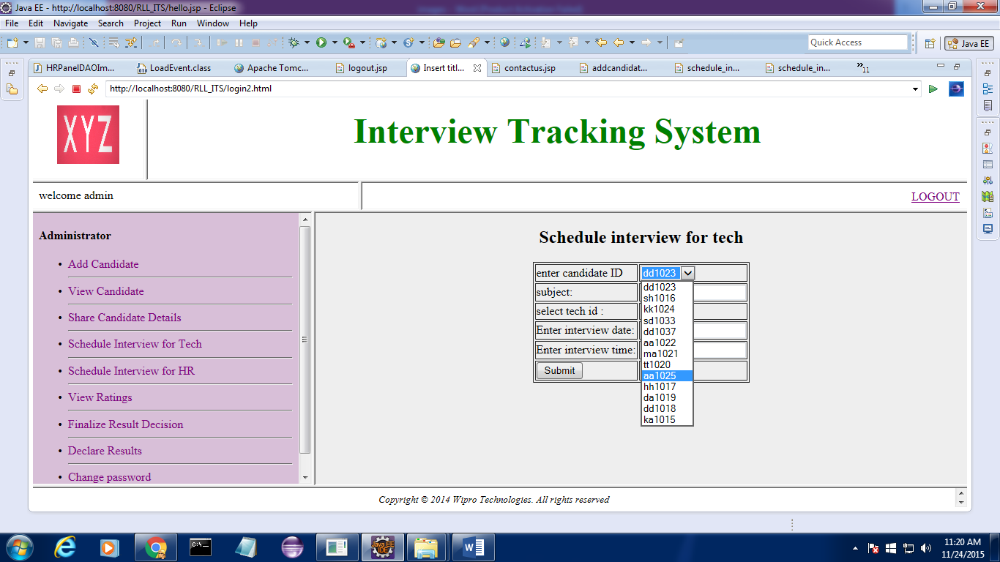 Java EE - http://localhost:8080/RLL_ITS/hello.jsp - Eclipse
File Edit Navigate Search Project Run Window Help
Quick Access
Java EE
HRPanelDAOIm... LoadEvent.class Apache Tomc... logout.jsp Insert titl... contactus.jsp addcandidat... schedule_in... schedule_in... »11
http://localhost:8080/RLL_ITS/login2.html
XYZ
Interview Tracking System
welcome admin
LOGOUT
Administrator
• Add Candidate
• View Candidate
• Share Candidate Details
• Schedule Interview for Tech
• Schedule Interview for HR
• View Ratings
• Finalize Result Decision
• Declare Results
• Change password
Schedule interview for tech
enter candidate ID dd1023
subject:
select tech id :
Enter interview date:
Enter interview time:
Submit
dd1023
sh1016
kk1024
sd1033
dd1037
aa1022
ma1021
tt1020
aa1025
hh1017
da1019
dd1018
ka1015
Copyright © 2014 Wipro Technologies. All rights reserved
11:20 AM
11/24/2015